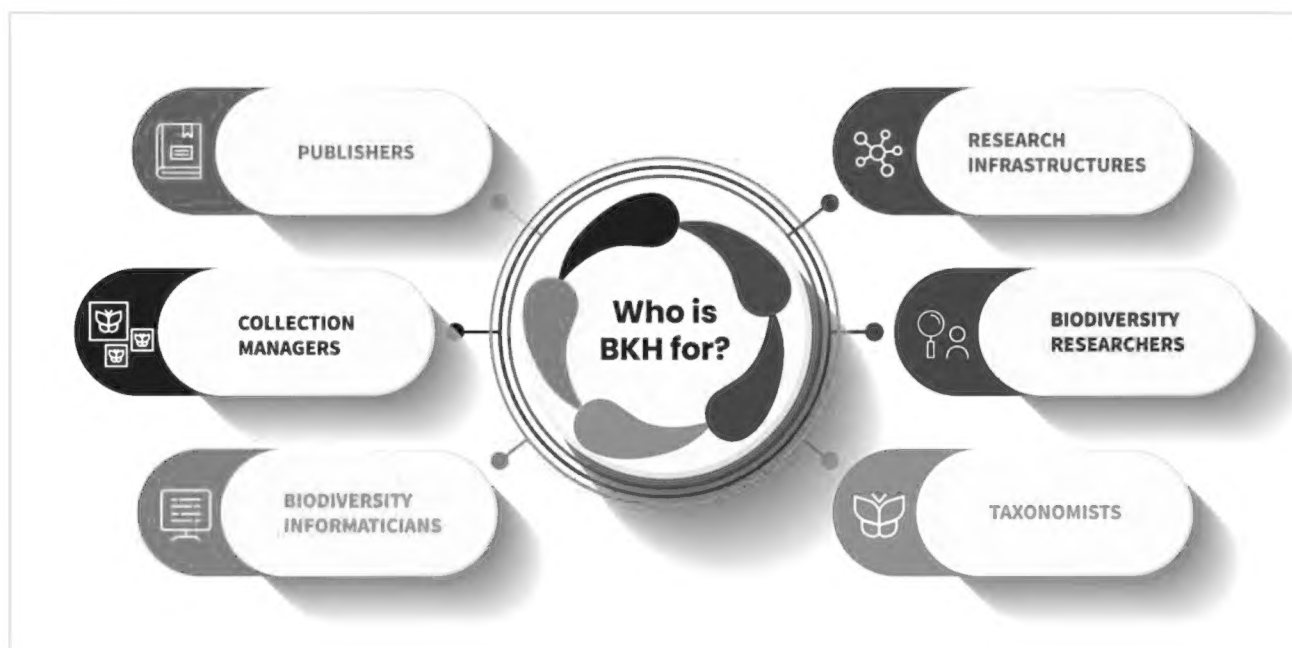 PUBLISHERS
COLLECTION
MANAGERS
BIODIVERSITY
INFORMATICIANS
Who is
BKH for?
RESEARCH
INFRASTRUCTURES
BIODIVERSITY
RESEARCHERS
TAXONOMISTS